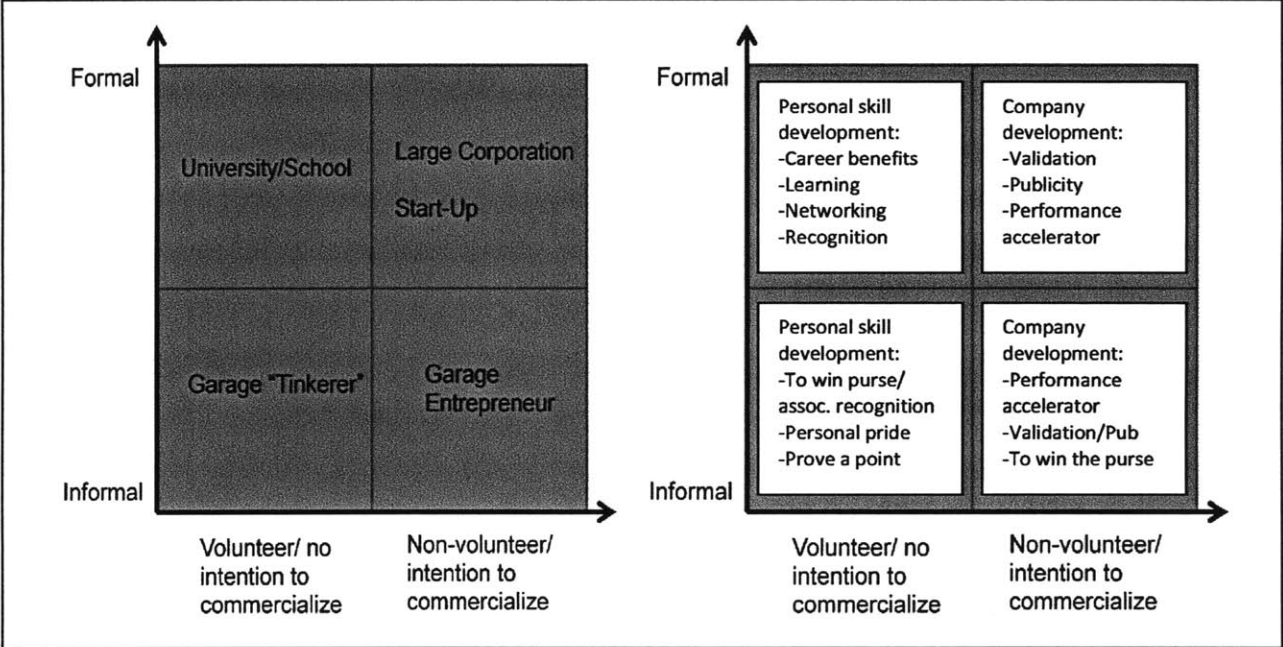 Formal
University/School
Large Corporation
Start-Up
Garage "Tinkerer"
Garage
Entrepreneur
Informal
Volunteer/ no
intention to
commercialize
Non-volunteer/
intention to
commercialize
Formal
Personal skill
development:
-Career benefits
-Learning
-Networking
-Recognition
Company
development:
-Validation
-Publicity
-Performance
accelerator
Personal skill
development:
-To win purse/
assoc. recognition
-Personal pride
-Prove a point
Company
development:
-Performance
accelerator
-Validation/Pub
-To win the purse
Informal
Volunteer/ no
intention to
commercialize
Non-volunteer/
intention to
commercialize